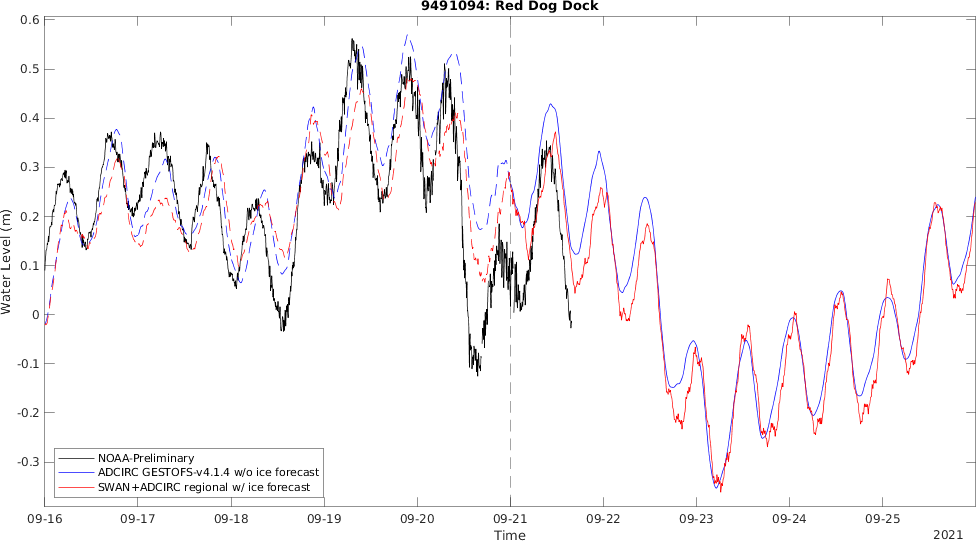 9491094: Red Dog Dock
0.6
0.5
0.4
0.3
0.2
0.1
0
-0.1
-0.2
-0.3
Water Level (m)
NOAA-Preliminary
ADCIRC GESTOFS-v4.1.4 w/o ice forecast
SWAN+ADCIRC regional w/ ice forecast
09-16 09-17 09-18 09-19 09-20 09-21 09-22 09-23 09-24 09-25
Time
2021